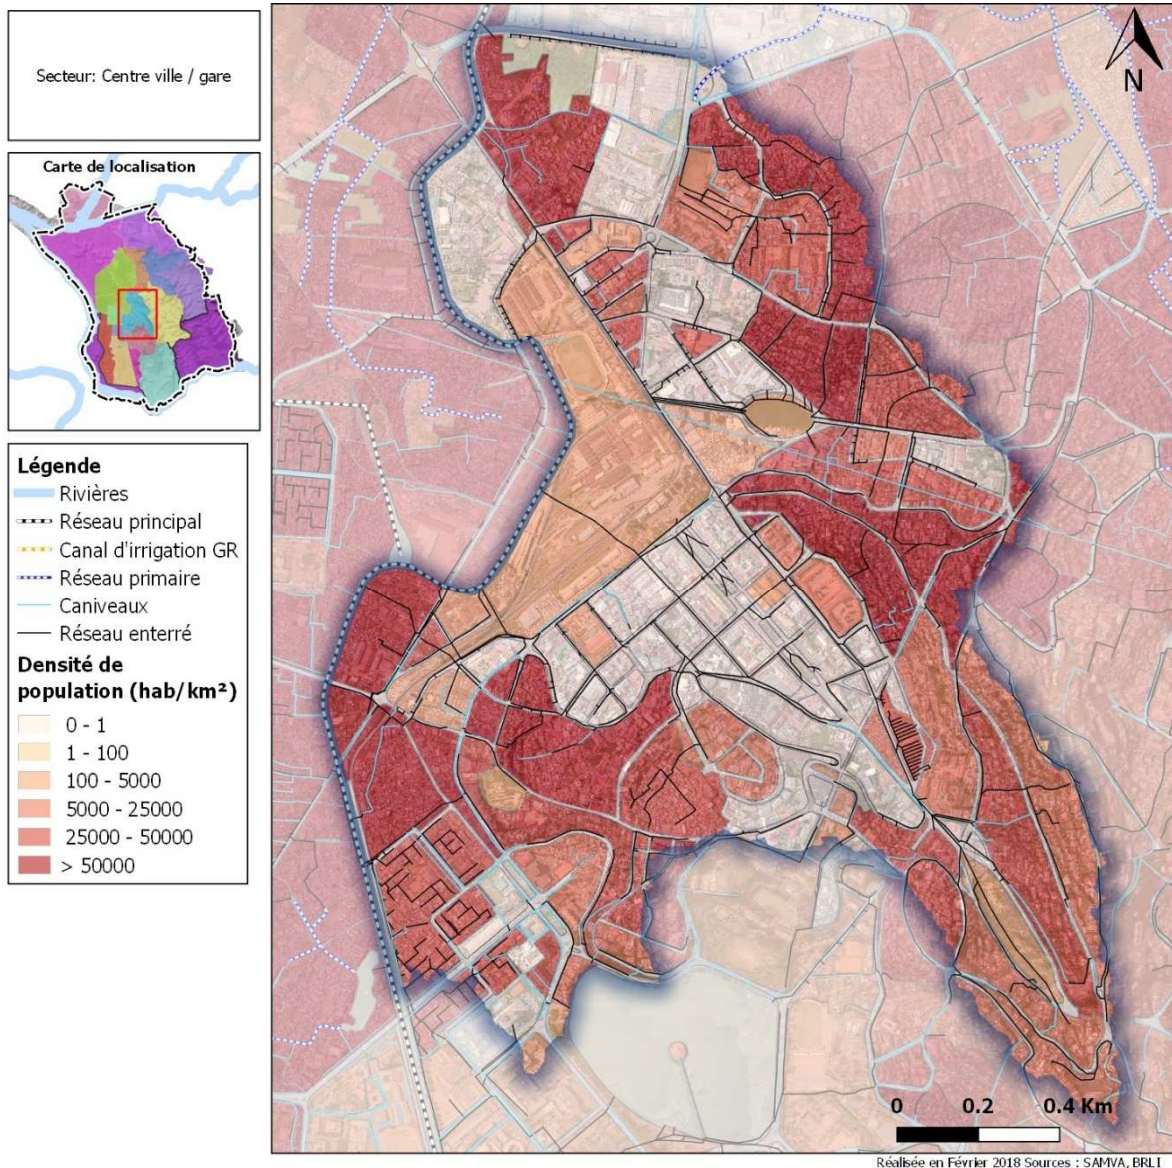 Secteur: Centre ville / gare
Carte de localisation
Légende
Rivières
Réseau principal
Canal d'irrigation GR
Réseau primaire
Caniveaux
Réseau enterré
Densité de
population (hab/km²)
0 - 1
1 - 100
100 - 5000
5000 - 25000
25000 - 50000
> 50000
N
0 0.2 0.4 Km
Réalisée en Février 2018 Sources : SAMVA, BRLI